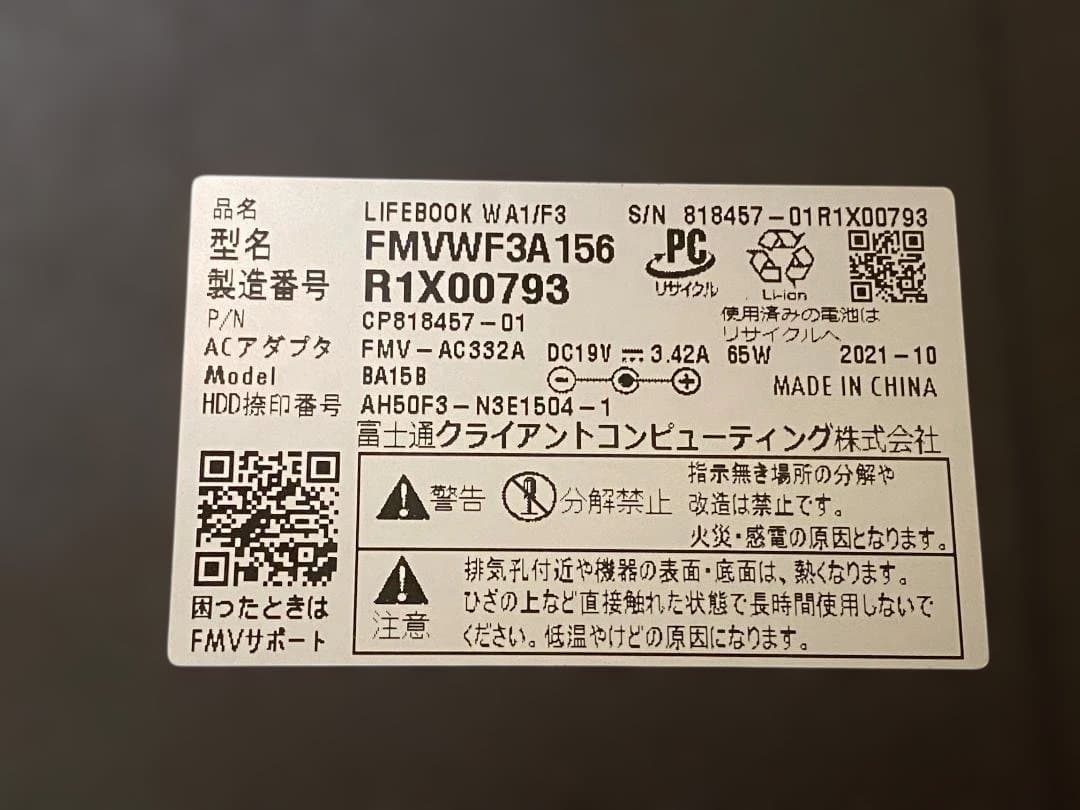 品名 LIFEBOOK WA1/F3 S/N 818457-01R1X00793
型名 FMVWF3A156
製造番号 R1X00793
PC
リサイクル
Li-ion
使用済みの電池は
リサイクルへ
P/N CP818457-01
ACアダプタ FMV-AC332A DC19V ⎓ 3.42A 65W 2021-10
Model BA15B
MADE IN CHINA
HDD捺印番号 AH50F3-N3E1504-1
富士通クライアントコンピューティング株式会社
警告 分解禁止
指示無き場所の分解や
改造は禁止です。
火災・感電の原因となります。
注意
排気孔付近や機器の表面・底面は、熱くなります。
ひざの上など直接触れた状態で長時間使用しないで
ください。低温やけどの原因になります。
困ったときは
FMVサポート